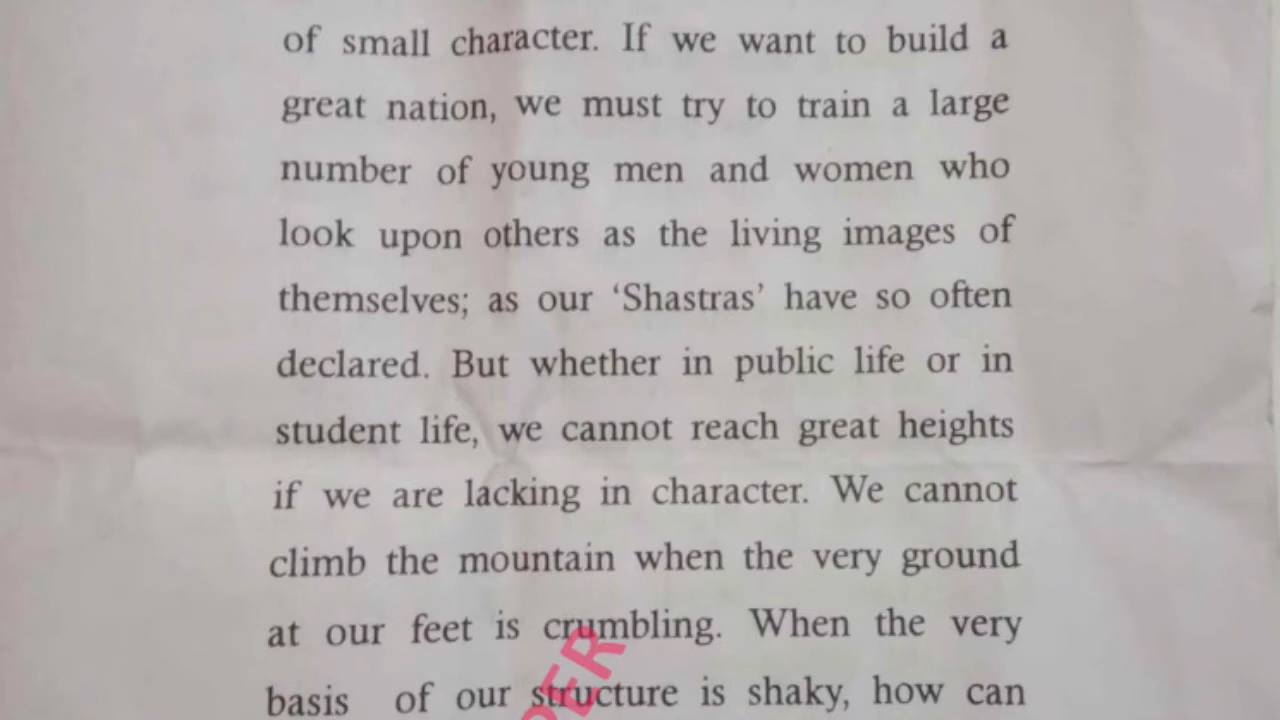 of small character. If we want to build a
great nation, we must try to train a large
number of young men and women who
look upon others as the living images of
themselves; as our ‘Shastras’ have so often
declared. But whether in public life or in
student life, we cannot reach great heights
if we are lacking in character. We cannot
climb the mountain when the very ground
at our feet is crumbling. When the very
basis of our structure is shaky, how can